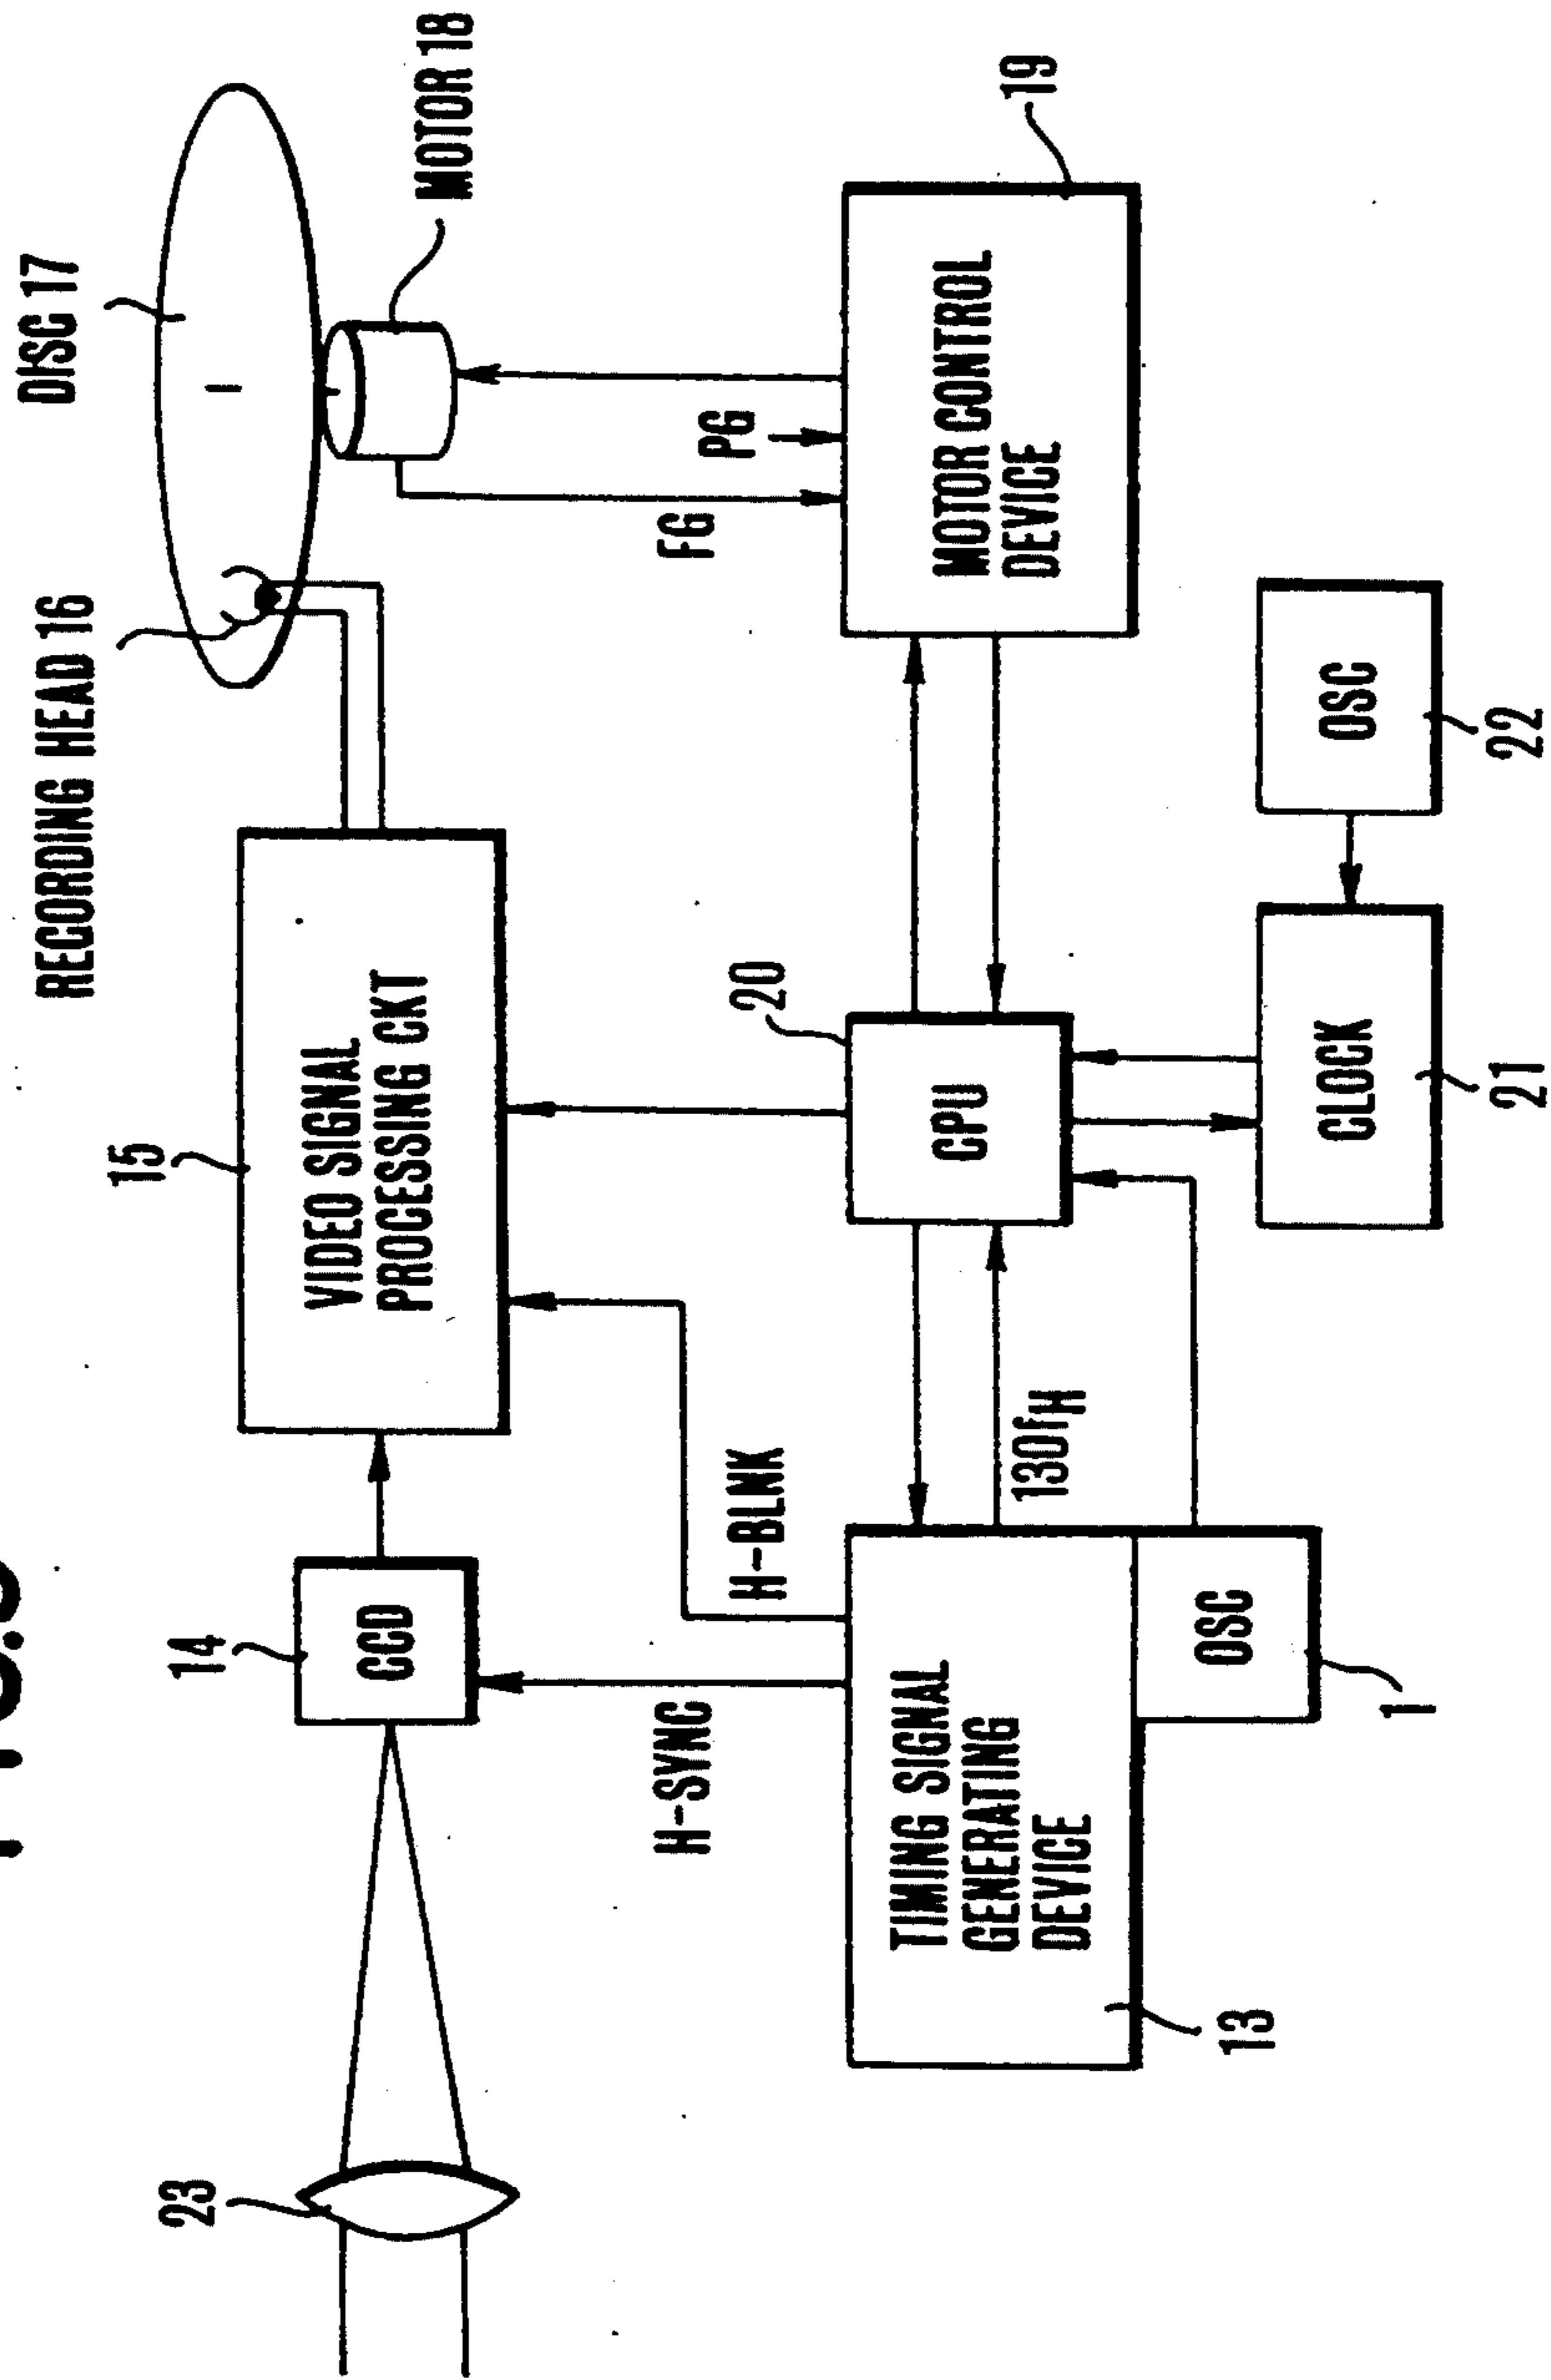 DISC 17
RECORDING HEAD 16
MOTOR 18
15
VIDEO SIGNAL
PROCESSING CKT
14
CCD
23
H-SYNC
H-BLNK
FG
PG
20
CPU
130fH
MOTOR CONTROL
DEVICE
19
TIMING SIGNAL
GENERATING
DEVICE
13
OSC
1
CLOCK
21
OSC
22